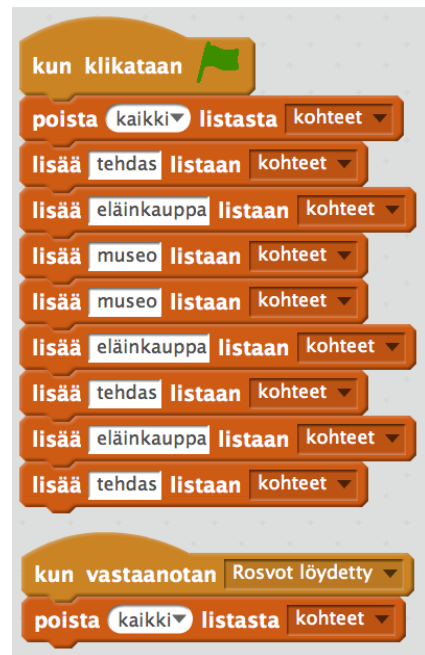 kun klikataan
poista kaikki listasta kohteet
lisää tehdas listaan kohteet
lisää eläinkauppa listaan kohteet
lisää museo listaan kohteet
lisää museo listaan kohteet
lisää eläinkauppa listaan kohteet
lisää tehdas listaan kohteet
lisää eläinkauppa listaan kohteet
lisää tehdas listaan kohteet
kun vastaanotan Rosvot löydetty
poista kaikki listasta kohteet